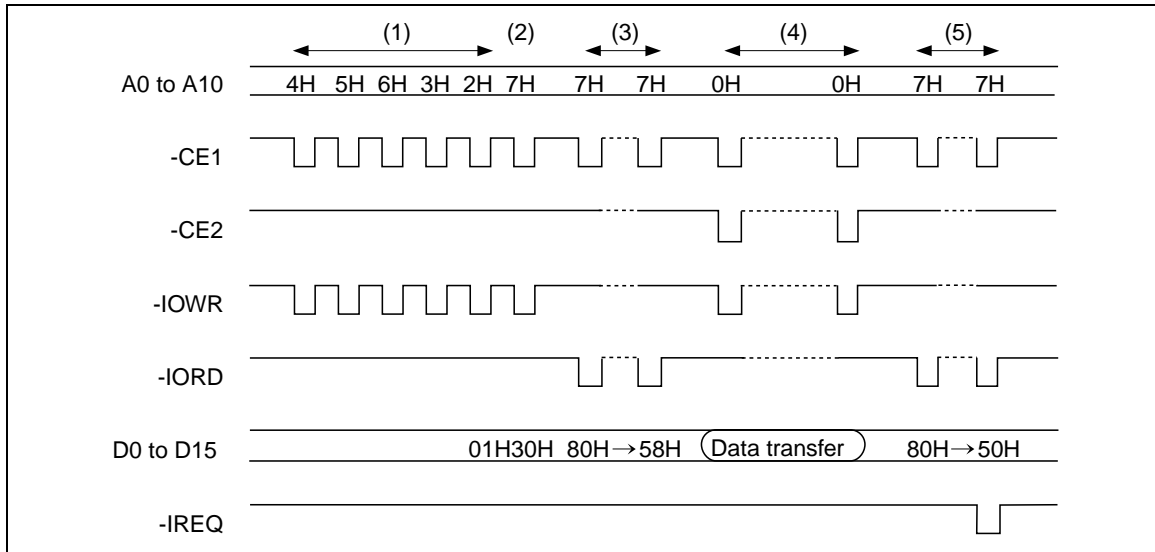 (1) (2) (3) (4) (5)
A0 to A10 4H 5H 6H 3H 2H 7H 7H 7H 0H 0H 7H 7H
-CE1
-CE2
-IOWR
-IORD
D0 to D15 01H30H 80H→58H Data transfer 80H→50H
-IREQ